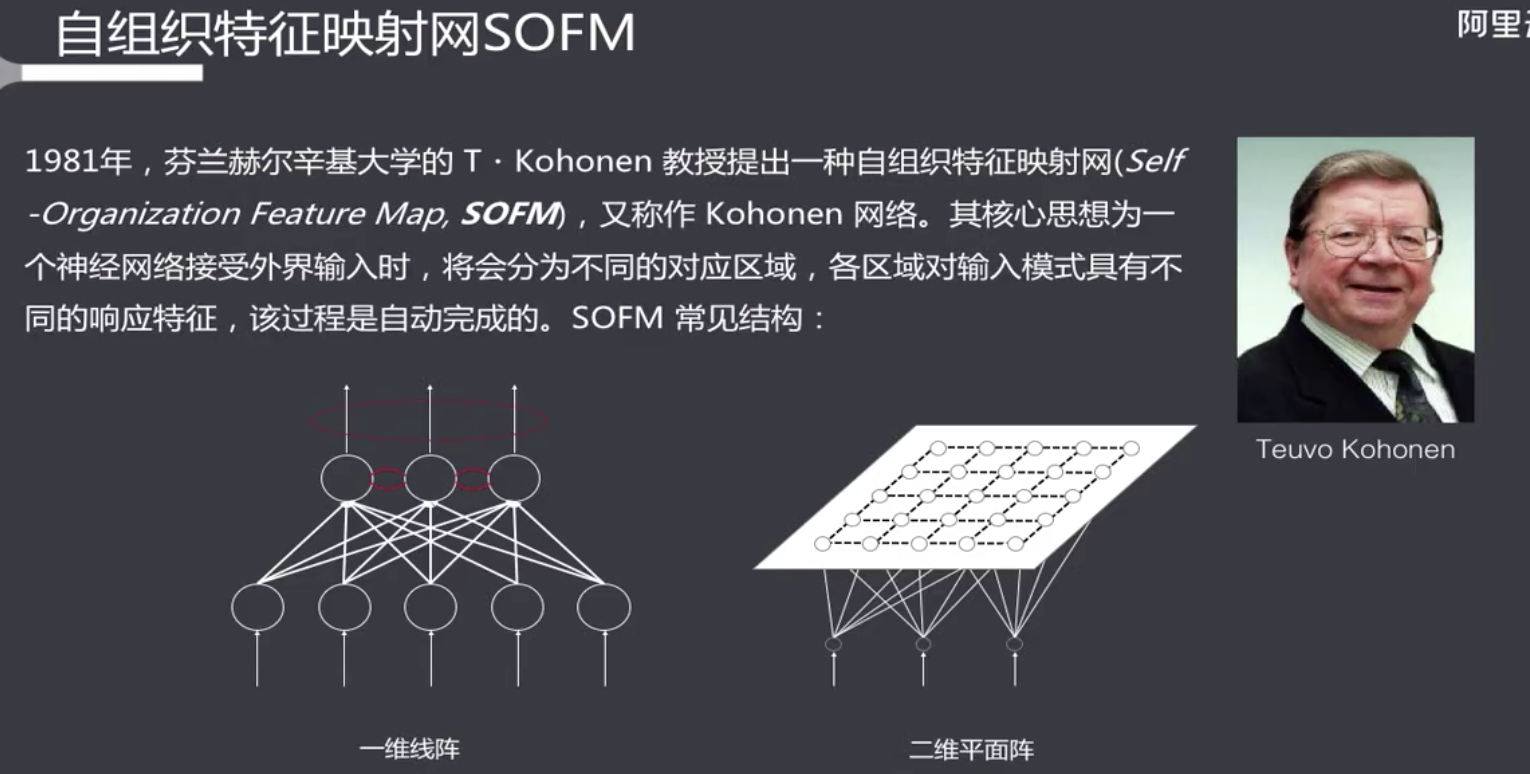 自组织特征映射网SOFM
阿里
1981年，芬兰赫尔辛基大学的 T · Kohonen 教授提出一种自组织特征映射网(Self
-Organization Feature Map, SOFM)，又称作 Kohonen 网络。其核心思想为一
个神经网络接受外界输入时，将会分为不同的对应区域，各区域对输入模式具有不
同的响应特征，该过程是自动完成的。SOFM 常见结构：
Teuvo Kohonen
一维线阵
二维平面阵